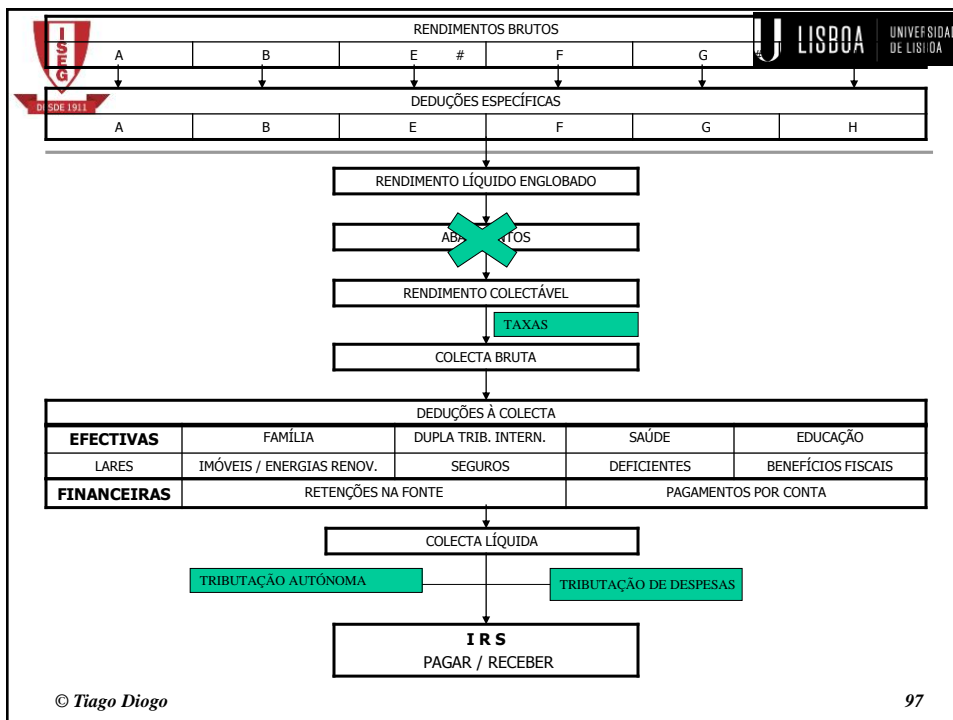 RENDIMENTOS BRUTOS
ISEG
LISBOA UNIVERSIDA
DE LISBOA
A B E # F G #
DESDE 1911
DEDUÇÕES ESPECÍFICAS
A B E F G H
RENDIMENTO LÍQUIDO ENGLOBADO
RENDIMENTO COLECTÁVEL
TAXAS
COLECTA BRUTA
DEDUÇÕES À COLECTA
EFECTIVAS FAMÍLIA DUPLA TRIB. INTERN. SAÚDE EDUCAÇÃO
LARES IMÓVEIS / ENERGIAS RENOV. SEGUROS DEFICIENTES BENEFÍCIOS FISCAIS
FINANCEIRAS RETENÇÕES NA FONTE PAGAMENTOS POR CONTA
COLECTA LÍQUIDA
TRIBUTAÇÃO AUTÓNOMA TRIBUTAÇÃO DE DESPESAS
I R S
PAGAR / RECEBER
© Tiago Diogo 97